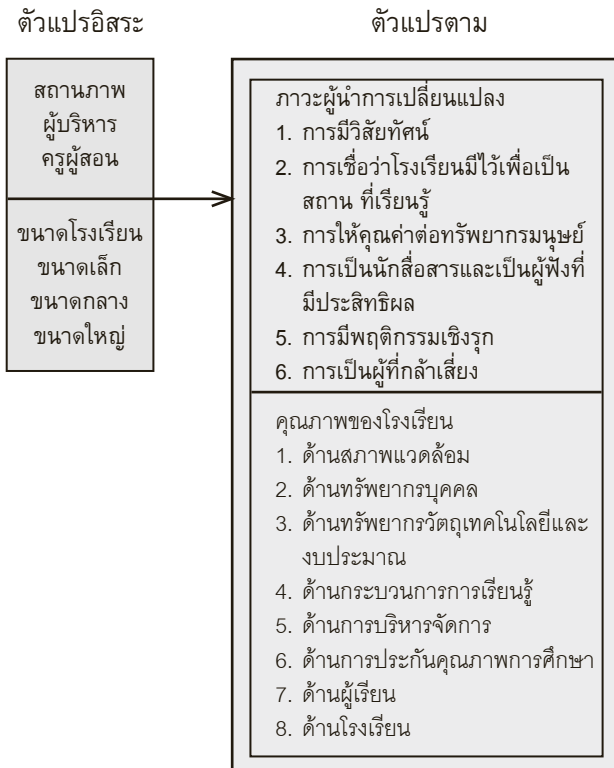 ตัวแปรอิสระ
สถานภาพ
ผู้บริหาร
ครูผู้สอน
ขนาดโรงเรียน
ขนาดเล็ก
ขนาดกลาง
ขนาดใหญ่
ตัวแปรตาม
ภาวะผู้นำการเปลี่ยนแปลง
1. การมีวิสัยทัศน์
2. การเชื่อว่าโรงเรียนมีไว้เพื่อเป็น
สถาน ที่เรียนรู้
3. การให้คุณค่าต่อทรัพยากรมนุษย์
4. การเป็นนักสื่อสารและเป็นผู้ฟังที่
มีประสิทธิผล
5. การมีพฤติกรรมเชิงรุก
6. การเป็นผู้ที่กล้าเสี่ยง
คุณภาพของโรงเรียน
1. ด้านสภาพแวดล้อม
2. ด้านทรัพยากรบุคคล
3. ด้านทรัพยากรวัตถุเทคโนโลยีและ
งบประมาณ
4. ด้านกระบวนการการเรียนรู้
5. ด้านการบริหารจัดการ
6. ด้านการประกันคุณภาพการศึกษา
7. ด้านผู้เรียน
8. ด้านโรงเรียน